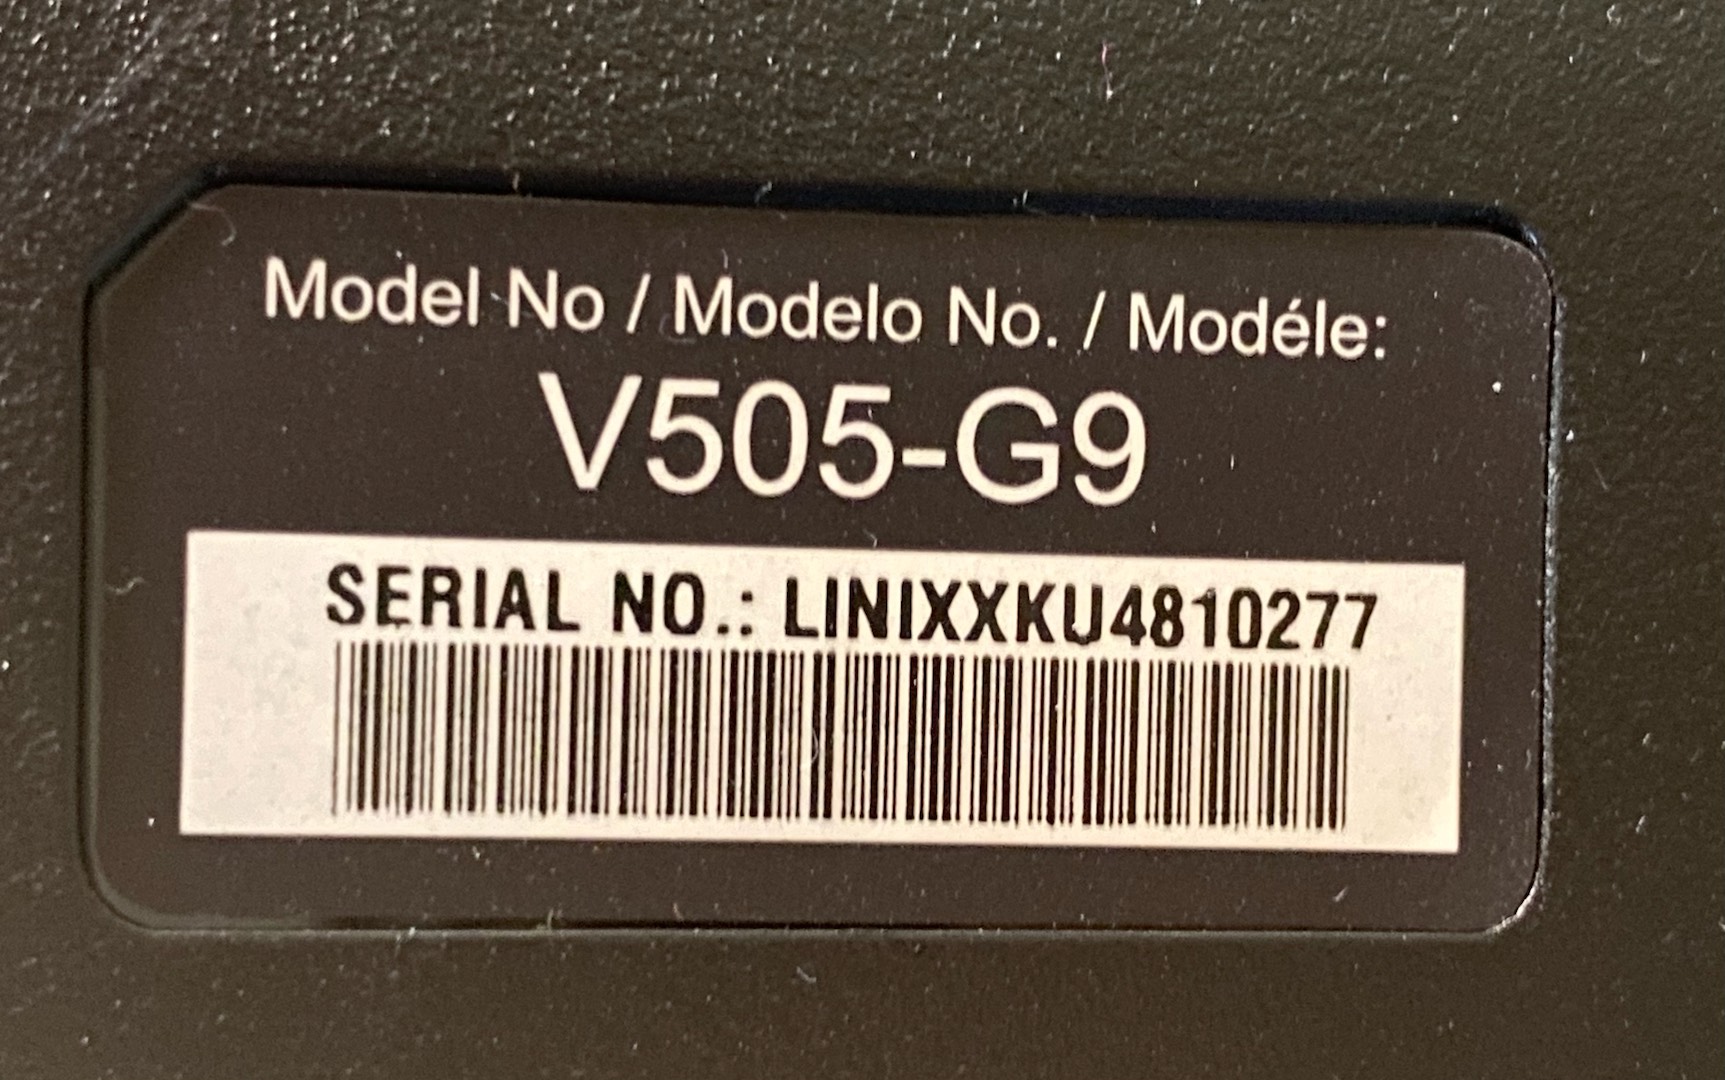 Model No / Modelo No. / Modéle:
V505-G9
SERIAL NO.: LINIXXKU4810277